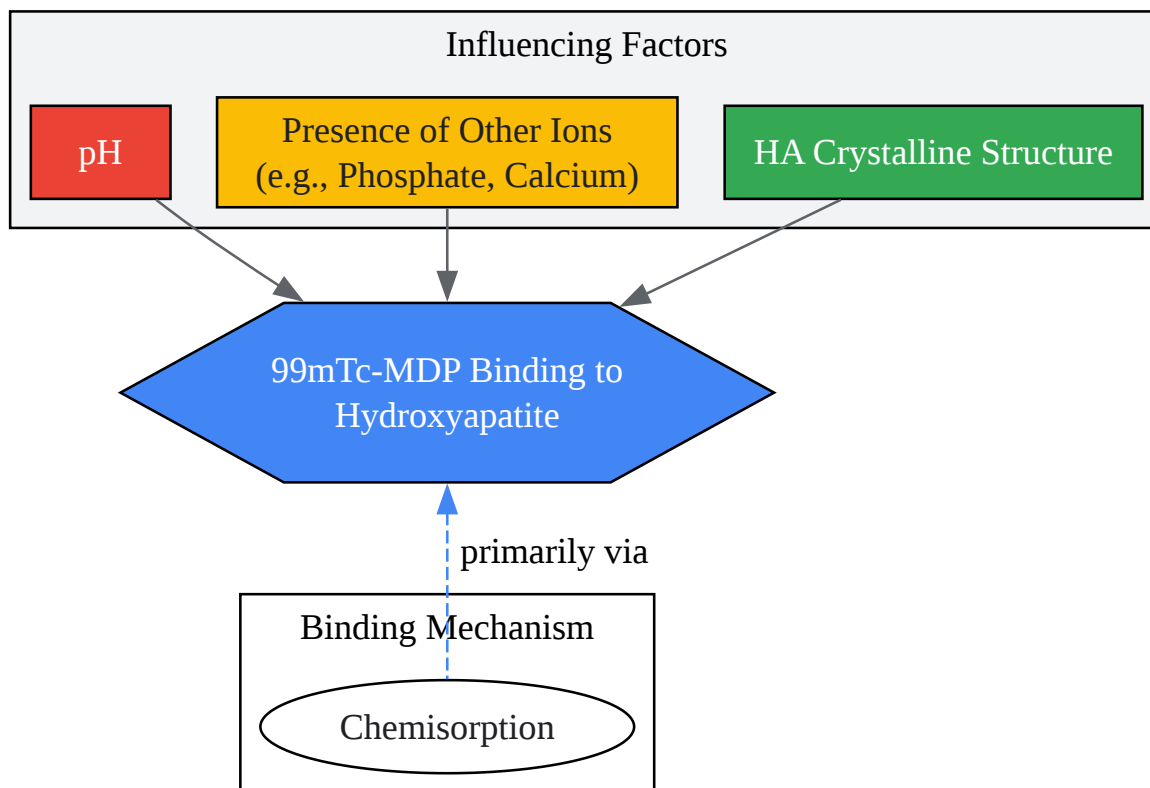 Influencing Factors
pH
Presence of Other Ions
(e.g., Phosphate, Calcium)
HA Crystalline Structure
99mTc-MDP Binding to
Hydroxyapatite
primarily via
Binding Mechanism
Chemisorption